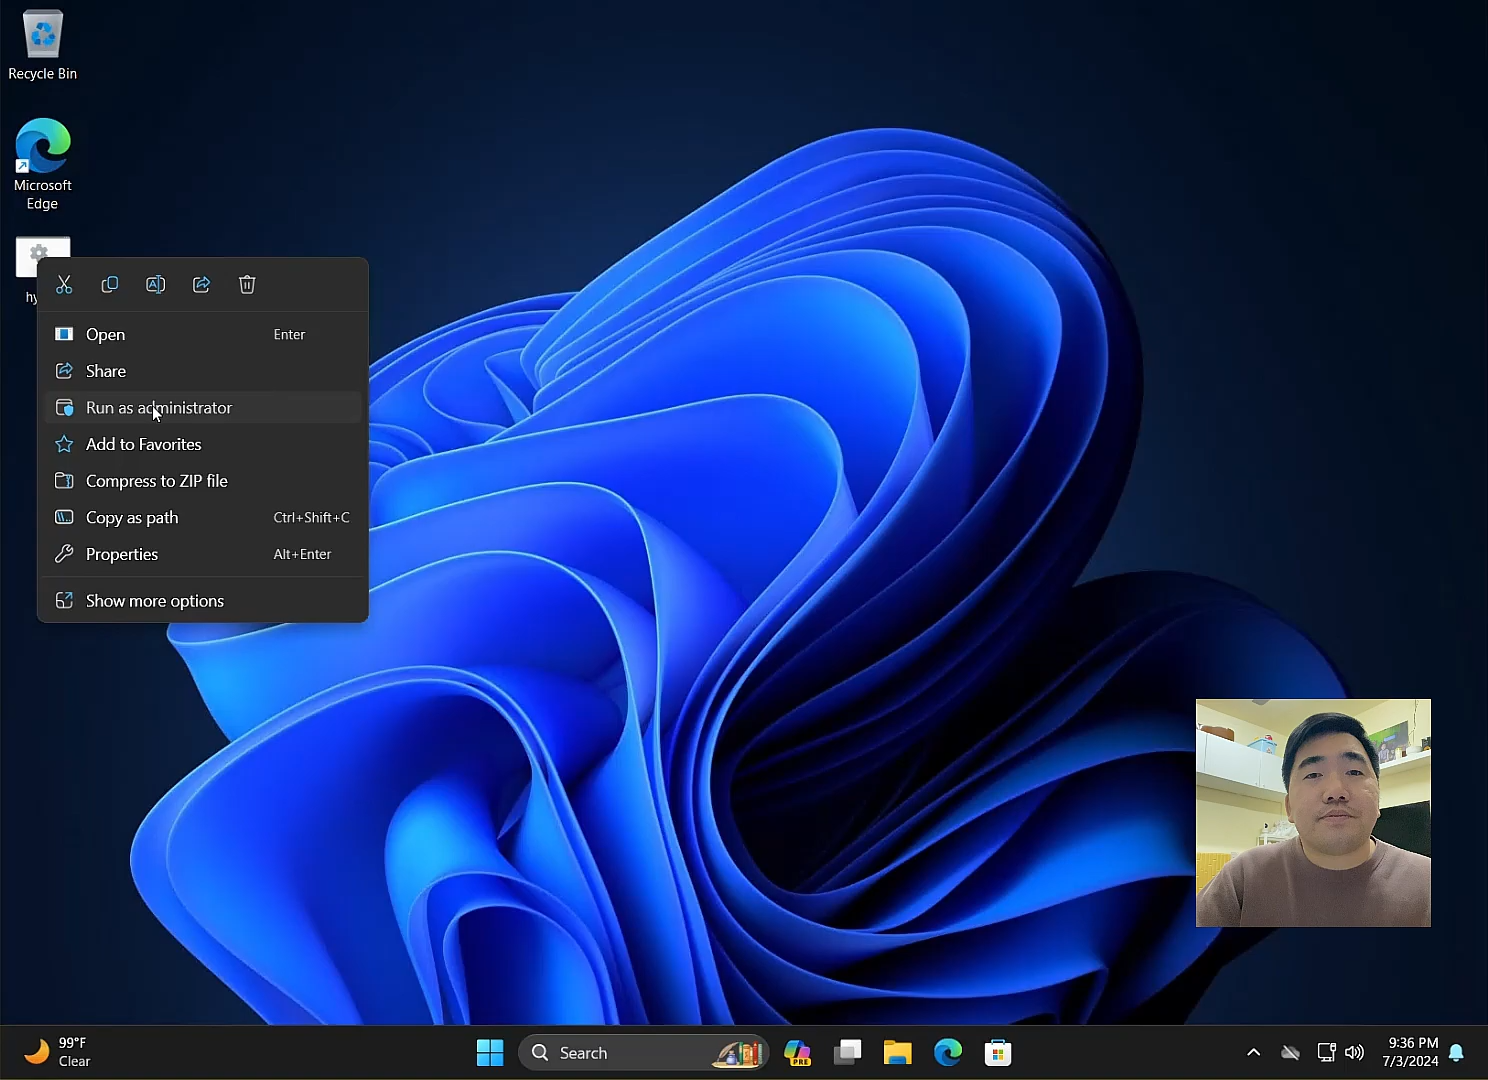 Recycle Bin
Microsoft
Edge
hy
Open Enter
Share
Run as administrator
Add to Favorites
Compress to ZIP file
Copy as path Ctrl+Shift+C
Properties Alt+Enter
Show more options
99°F
Clear
Search
PRE
9:36 PM
7/3/2024